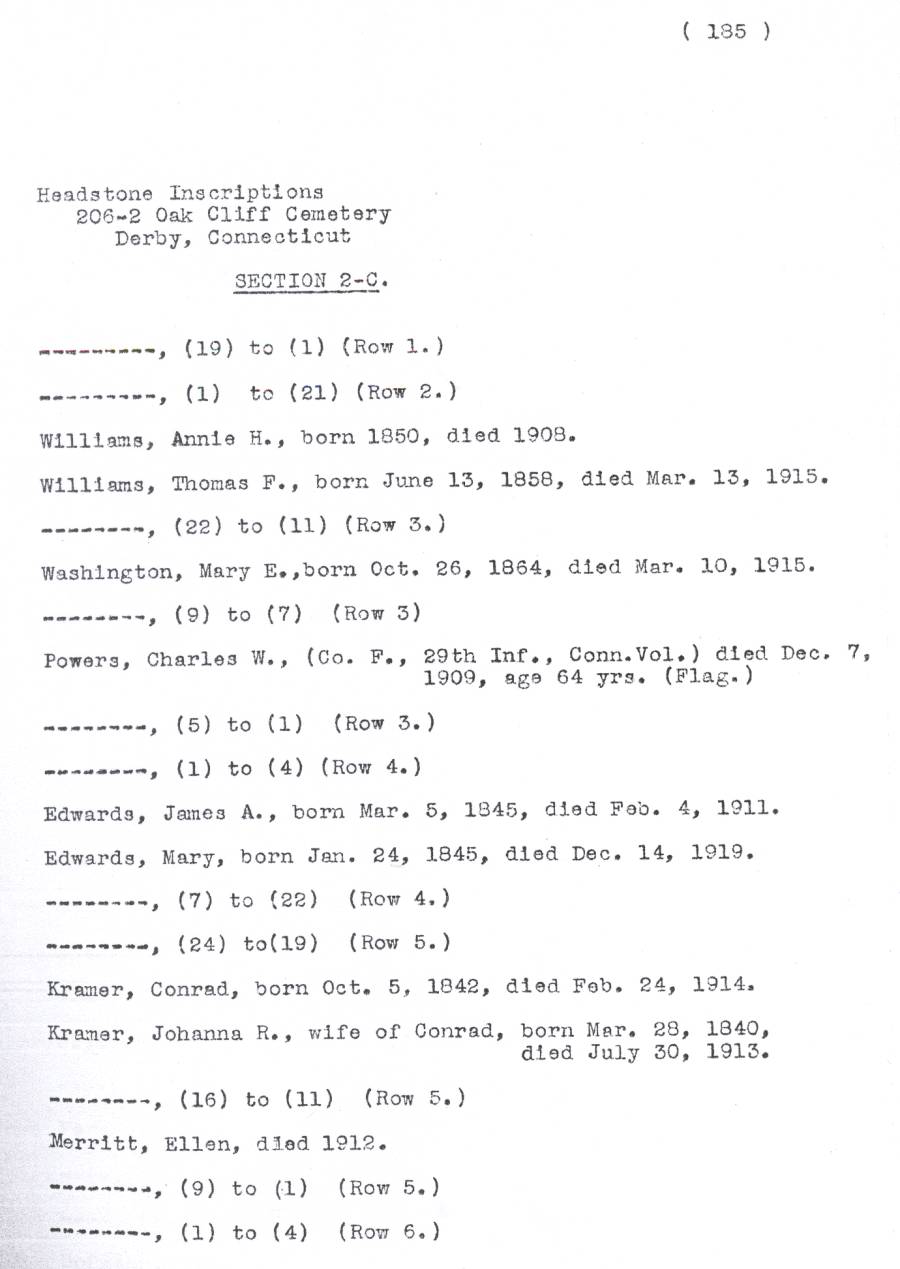 ( 185 )
Headstone Inscriptions
206-2 Oak Cliff Cemetery
Derby, Connecticut
SECTION 2-C.
---------, (19) to (1) (Row 1.)
---------, (1) to (21) (Row 2.)
Williams, Annie H., born 1850, died 1908.
Williams, Thomas F., born June 13, 1858, died Mar. 13, 1915.
--------, (22) to (11) (Row 3.)
Washington, Mary E.,born Oct. 26, 1864, died Mar. 10, 1915.
--------, (9) to (7) (Row 3)
Powers, Charles W., (Co. F., 29th Inf., Conn.Vol.) died Dec. 7,
1909, age 64 yrs. (Flag.)
--------, (5) to (1) (Row 3.)
--------, (1) to (4) (Row 4.)
Edwards, James A., born Mar. 5, 1845, died Feb. 4, 1911.
Edwards, Mary, born Jan. 24, 1845, died Dec. 14, 1919.
--------, (7) to (22) (Row 4.)
--------, (24) to(19) (Row 5.)
Kramer, Conrad, born Oct. 5, 1842, died Feb. 24, 1914.
Kramer, Johanna R., wife of Conrad, born Mar. 28, 1840,
died July 30, 1913.
--------, (16) to (11) (Row 5.)
Merritt, Ellen, died 1912.
--------, (9) to (1) (Row 5.)
--------, (1) to (4) (Row 6.)